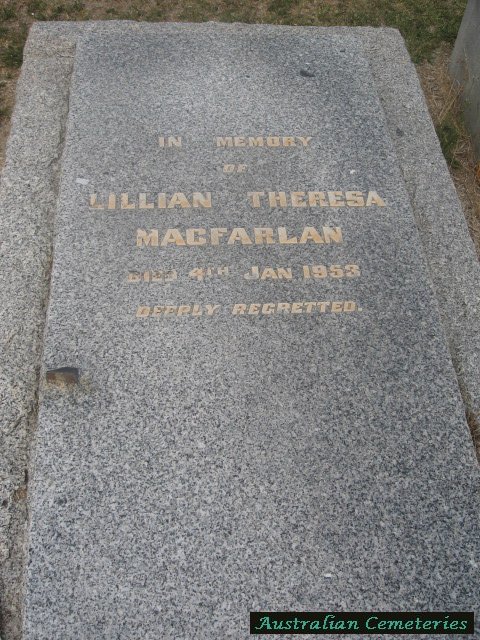 IN MEMORY
OF
LILLIAN THERESA
MACFARLAN
DIED 4TH JAN 1953
DEEPLY REGRETTED.
Australian Cemeteries